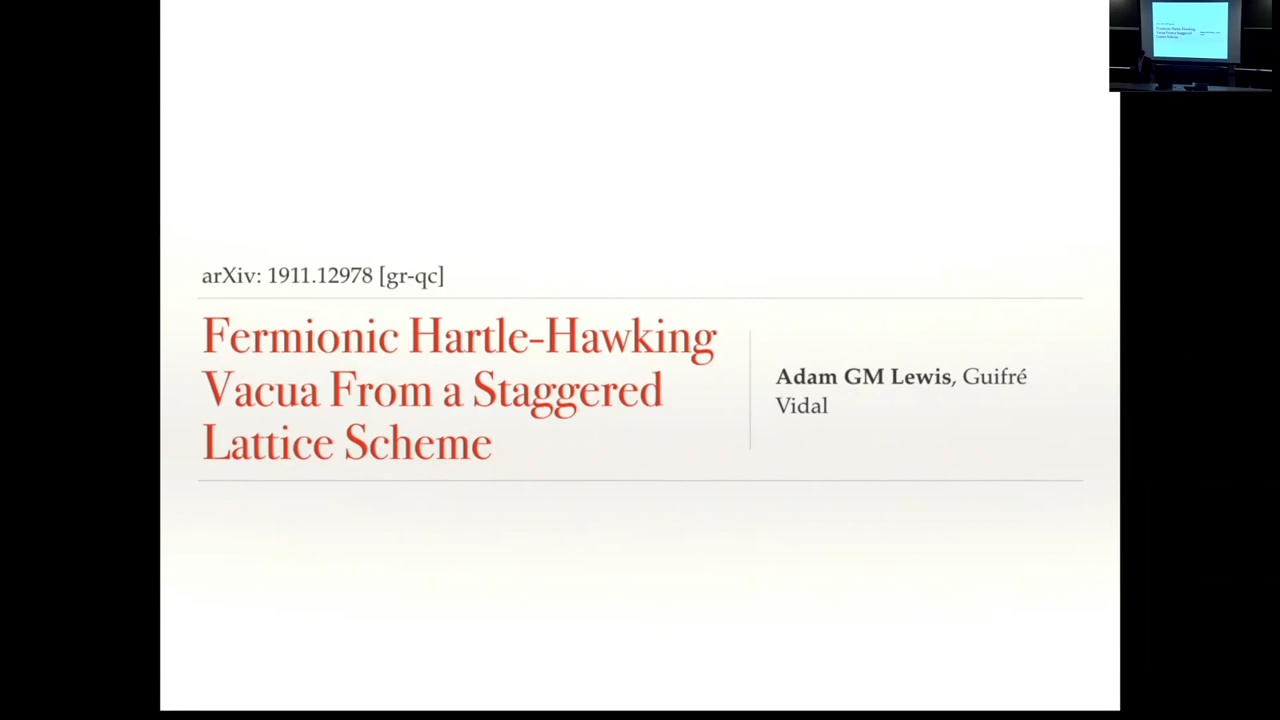 arXiv: 1911.12978 [gr-qc]
Fermionic Hartle-Hawking
Vacua From a Staggered
Lattice Scheme
Adam GM Lewis, Guifré
Vidal